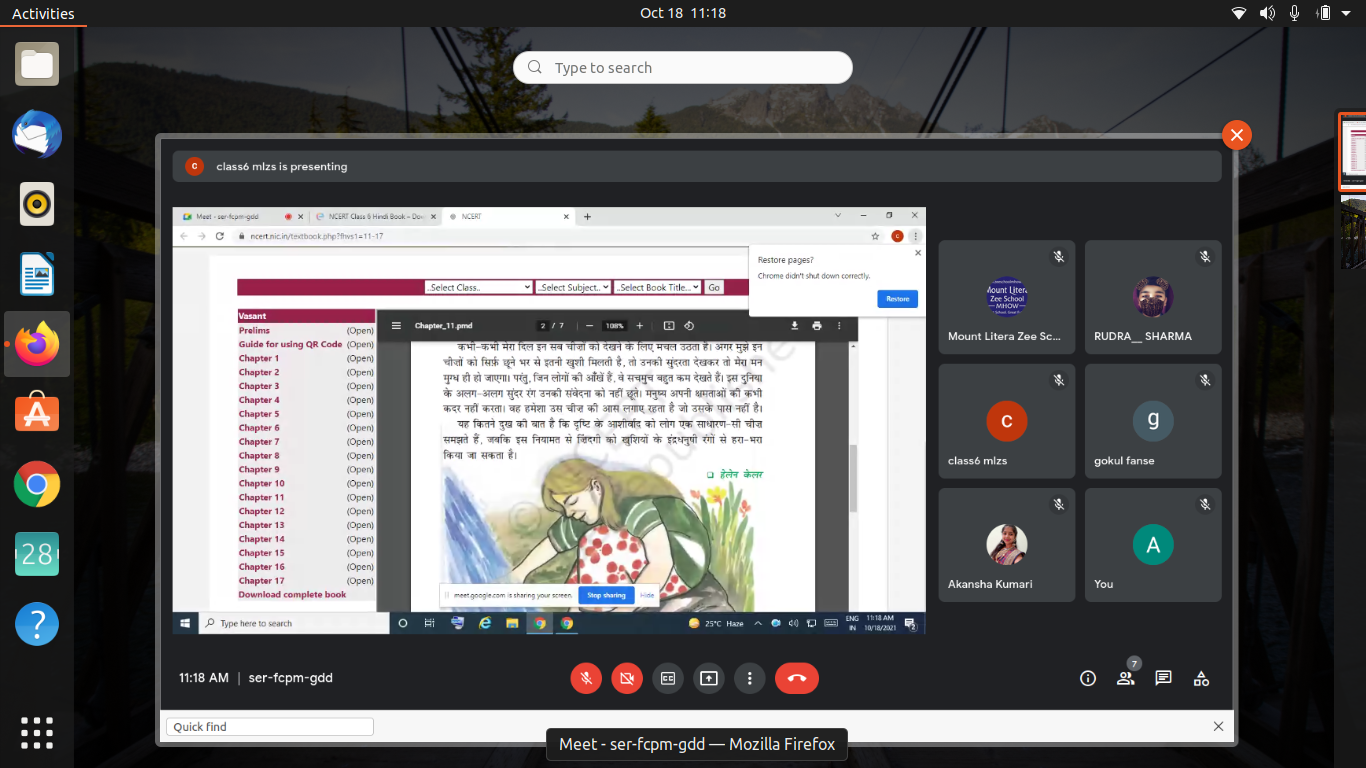 Activities
Oct 18 11:18
Type to search
class6 mlzs is presenting
Meet - ser-fcpm-gdd
NCERT Class 6 Hindi Book – Do
NCERT
ncert.nic.in/textbook.php?fhvs1=11-17
Restore pages?
Chrome didn't shut down correctly.
Restore
..Select Class..
..Select Subject..
..Select Book Title...
Go
Vasant
Prelims (Open)
Guide for using QR Code (Open)
Chapter 1 (Open)
Chapter 2 (Open)
Chapter 3 (Open)
Chapter 4 (Open)
Chapter 5 (Open)
Chapter 6 (Open)
Chapter 7 (Open)
Chapter 8 (Open)
Chapter 9 (Open)
Chapter 10 (Open)
Chapter 11 (Open)
Chapter 12 (Open)
Chapter 13 (Open)
Chapter 14 (Open)
Chapter 15 (Open)
Chapter 16 (Open)
Chapter 17 (Open)
Download complete book
Chapter_11.pmd
2 / 7
108%
कभी-कभी मेरा दिल इन सब चीज़ों को देखने के लिए मचल उठता है। अगर मुझे इन
चीज़ों को सिर्फ़ छूने भर से इतनी खुशी मिलती है, तो उनकी सुंदरता देखकर तो मेरा मन
मुग्ध ही हो जाएगा। परंतु, जिन लोगों की आँखें हैं, वे सचमुच बहुत कम देखते हैं। इस दुनिया
के अलग-अलग सुंदर रंग उनकी संवेदना को नहीं छूते। मनुष्य अपनी क्षमताओं की कभी
कदर नहीं करता। वह हमेशा उस चीज़ की आस लगाए रहता है जो उसके पास नहीं है।
यह कितने दुख की बात है कि दृष्टि के आशीर्वाद को लोग एक साधारण-सी चीज़
समझते हैं, जबकि इस नियामत से ज़िंदगी को खुशियों के इंद्रधनुषी रंगों से हरा-भरा
किया जा सकता है।
हेलेन केलर
meet.google.com is sharing your screen.
Stop sharing
Hide
Type here to search
25°C Haze
ENG
IN
11:18 AM
10/18/2021
2
Mount Litera
Zee School
MHOW
Mount Litera Zee Sc...
RUDRA__ SHARMA
c
class6 mlzs
g
gokul fanse
Akansha Kumari
A
You
28
11:18 AM | ser-fcpm-gdd
7
Quick find
Meet - ser-fcpm-gdd — Mozilla Firefox